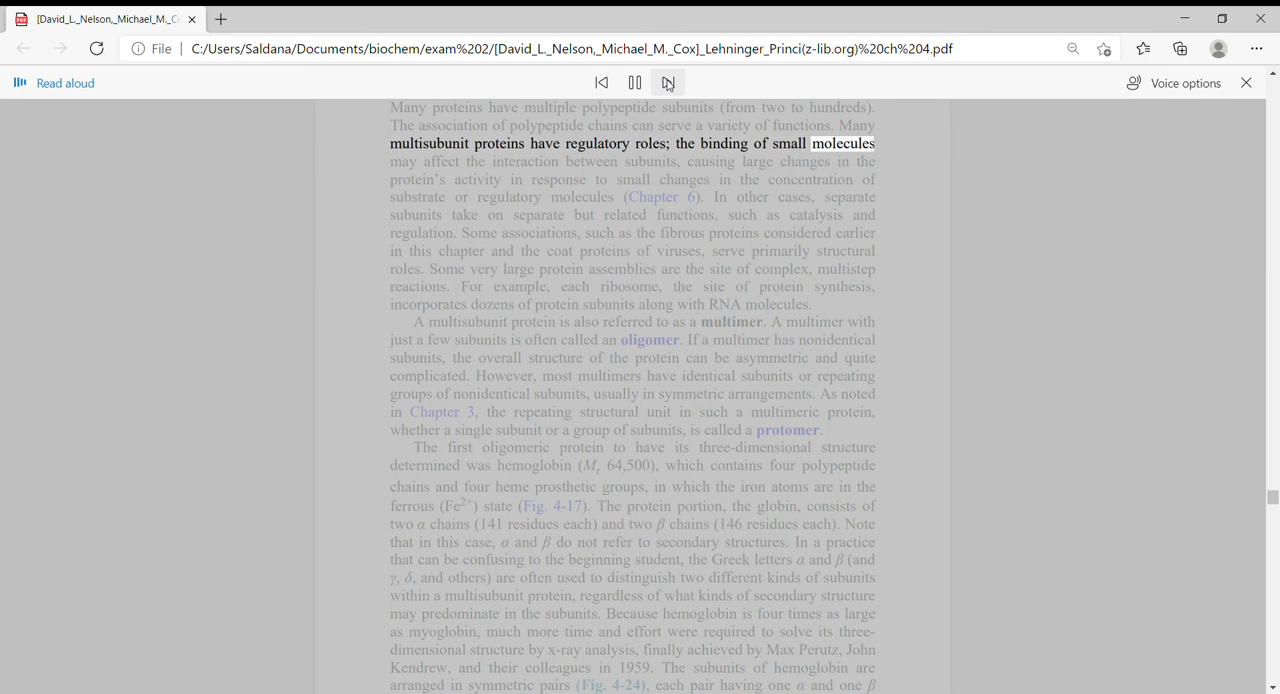 [David_L._Nelson,_Michael_M._C
File
C:/Users/Saldana/Documents/biochem/exam%202/[David_L._Nelson,_Michael_M._Cox]_Lehninger_Princi(z-lib.org)%20ch%204.pdf
Read aloud
Voice options
Many proteins have multiple polypeptide subunits (from two to hundreds).
The association of polypeptide chains can serve a variety of functions. Many
multisubunit proteins have regulatory roles; the binding of small molecules
may affect the interaction between subunits, causing large changes in the
protein’s activity in response to small changes in the concentration of
substrate or regulatory molecules (Chapter 6). In other cases, separate
subunits take on separate but related functions, such as catalysis and
regulation. Some associations, such as the fibrous proteins considered earlier
in this chapter and the coat proteins of viruses, serve primarily structural
roles. Some very large protein assemblies are the site of complex, multistep
reactions. For example, each ribosome, the site of protein synthesis,
incorporates dozens of protein subunits along with RNA molecules.
A multisubunit protein is also referred to as a multimer. A multimer with
just a few subunits is often called an oligomer. If a multimer has nonidentical
subunits, the overall structure of the protein can be asymmetric and quite
complicated. However, most multimers have identical subunits or repeating
groups of nonidentical subunits, usually in symmetric arrangements. As noted
in Chapter 3, the repeating structural unit in such a multimeric protein,
whether a single subunit or a group of subunits, is called a protomer.
The first oligomeric protein to have its three-dimensional structure
determined was hemoglobin (Mr 64,500), which contains four polypeptide
chains and four heme prosthetic groups, in which the iron atoms are in the
ferrous (Fe2+) state (Fig. 4-17). The protein portion, the globin, consists of
two α chains (141 residues each) and two β chains (146 residues each). Note
that in this case, α and β do not refer to secondary structures. In a practice
that can be confusing to the beginning student, the Greek letters α and β (and
γ, δ, and others) are often used to distinguish two different kinds of subunits
within a multisubunit protein, regardless of what kinds of secondary structure
may predominate in the subunits. Because hemoglobin is four times as large
as myoglobin, much more time and effort were required to solve its three-
dimensional structure by x-ray analysis, finally achieved by Max Perutz, John
Kendrew, and their colleagues in 1959. The subunits of hemoglobin are
arranged in symmetric pairs (Fig. 4-24), each pair having one α and one β